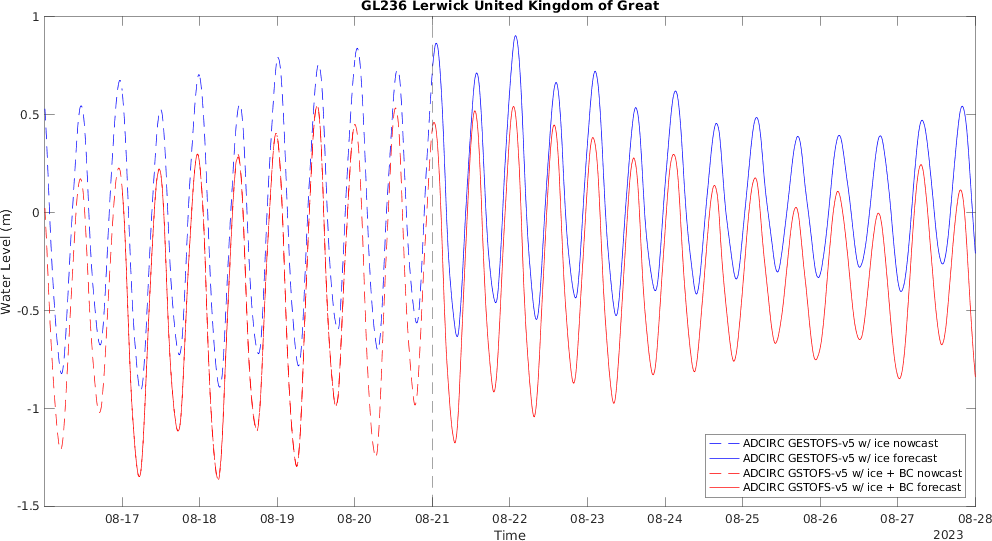 GL236 Lerwick United Kingdom of Great
1
0.5
0
-0.5
-1
-1.5
Water Level (m)
ADCIRC GESTOFS-v5 w/ ice nowcast
ADCIRC GESTOFS-v5 w/ ice forecast
ADCIRC GSTOFS-v5 w/ ice + BC nowcast
ADCIRC GSTOFS-v5 w/ ice + BC forecast
08-17 08-18 08-19 08-20 08-21 08-22 08-23 08-24 08-25 08-26 08-27 08-28
Time
2023